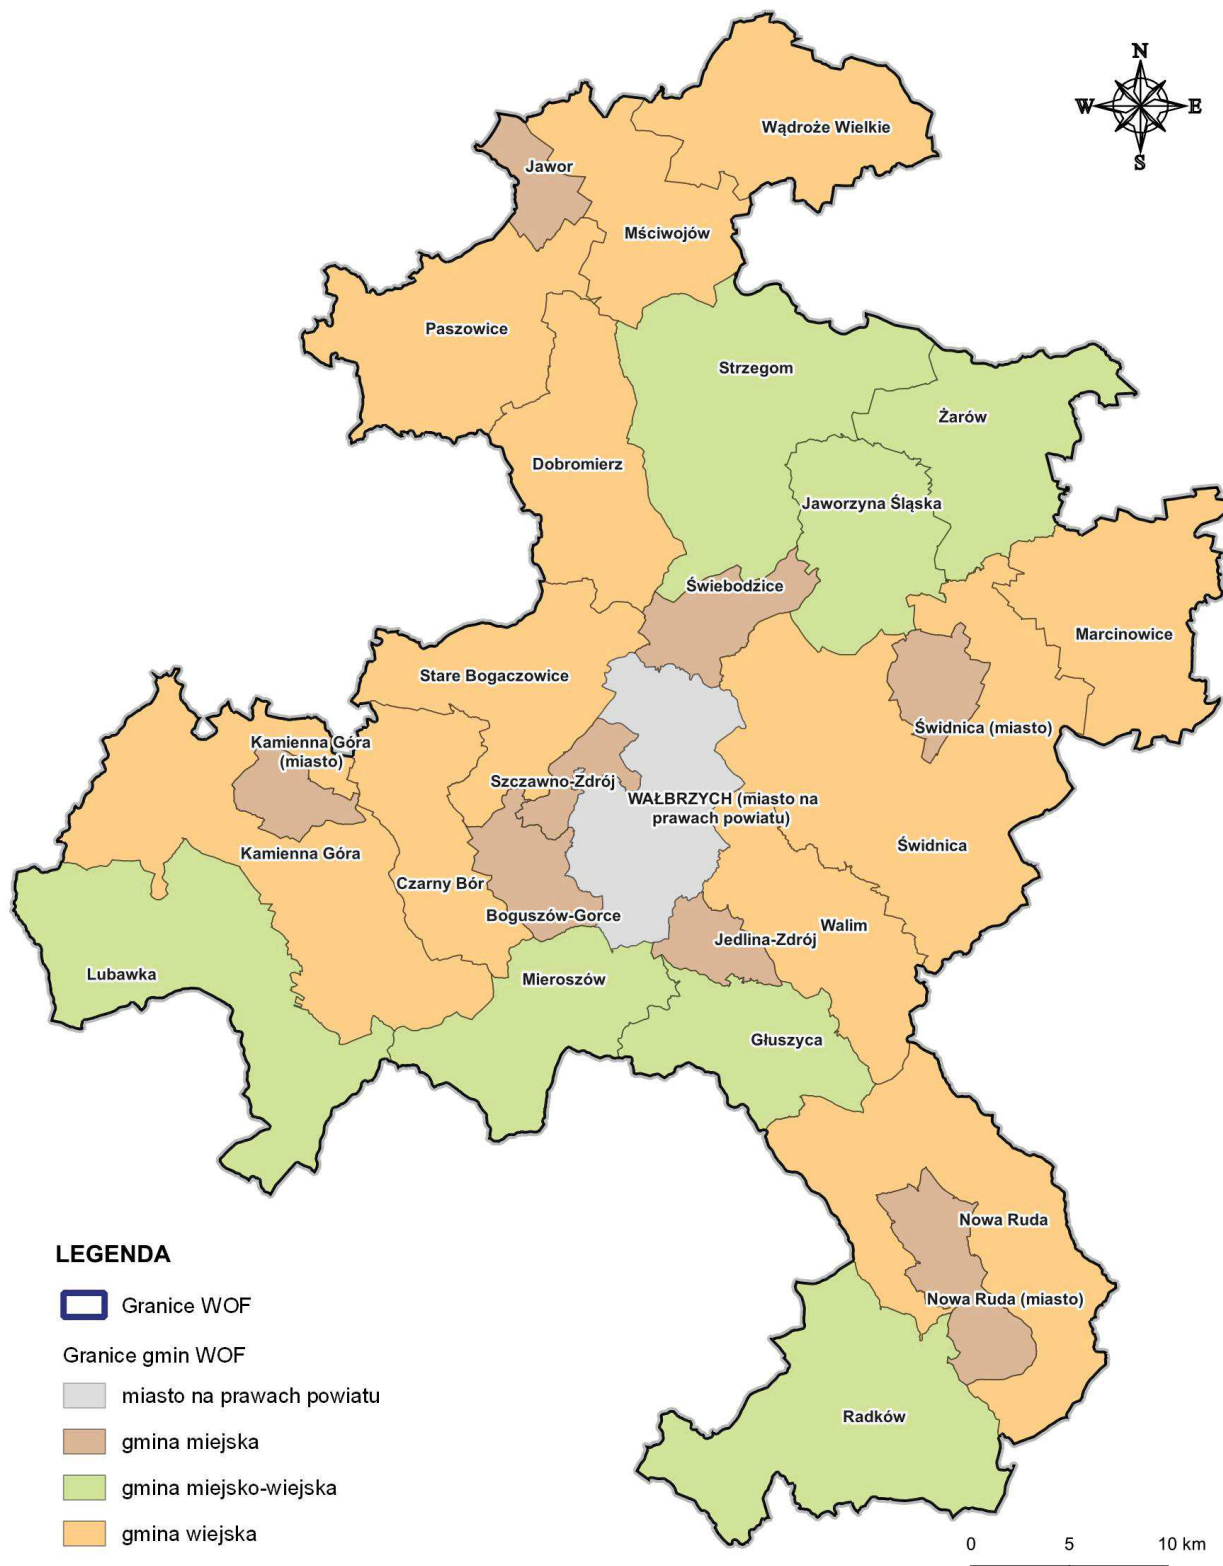 N
W E
S
Wądroże Wielkie
Jawor
Mściwojów
Paszowice
Strzegom
Żarów
Dobromierz
Jaworzyna Śląska
Świebodzice
Marcinowice
Stare Bogaczowice
Świdnica (miasto)
Kamienna Góra
(miasto)
Szczawno-Zdrój
WAŁBRZYCH (miasto na
prawach powiatu)
Świdnica
Kamienna Góra
Czarny Bór
Boguszów-Gorce
Walim
Jedlina-Zdrój
Lubawka
Mieroszów
Głuszyca
Nowa Ruda
Nowa Ruda (miasto)
Radków
LEGENDA
Granice WOF
Granice gmin WOF
miasto na prawach powiatu
gmina miejska
gmina miejsko-wiejska
gmina wiejska
0 5 10 km